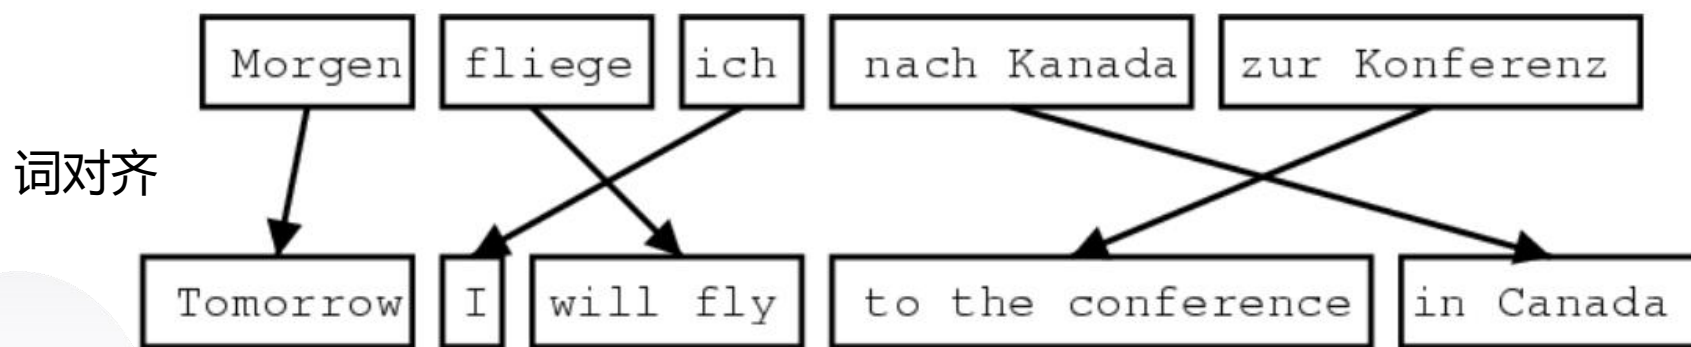 Morgen fliege ich nach Kanada zur Konferenz
词对齐
Tomorrow I will fly to the conference in Canada